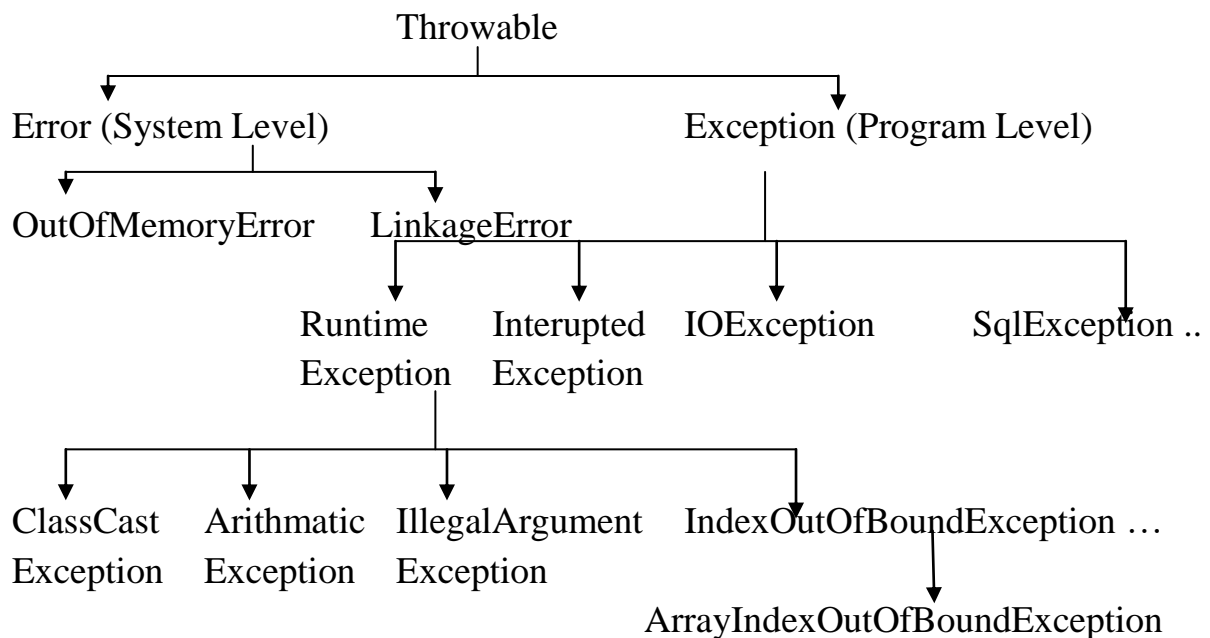 Throwable
Error (System Level)
Exception (Program Level)
OutOfMemoryError
LinkageError
Runtime
Exception
Interupted
Exception
IOException
SqlException ..
ClassCast
Exception
Arithmatic
Exception
IllegalArgument
Exception
IndexOutOfBoundException …
ArrayIndexOutOfBoundException